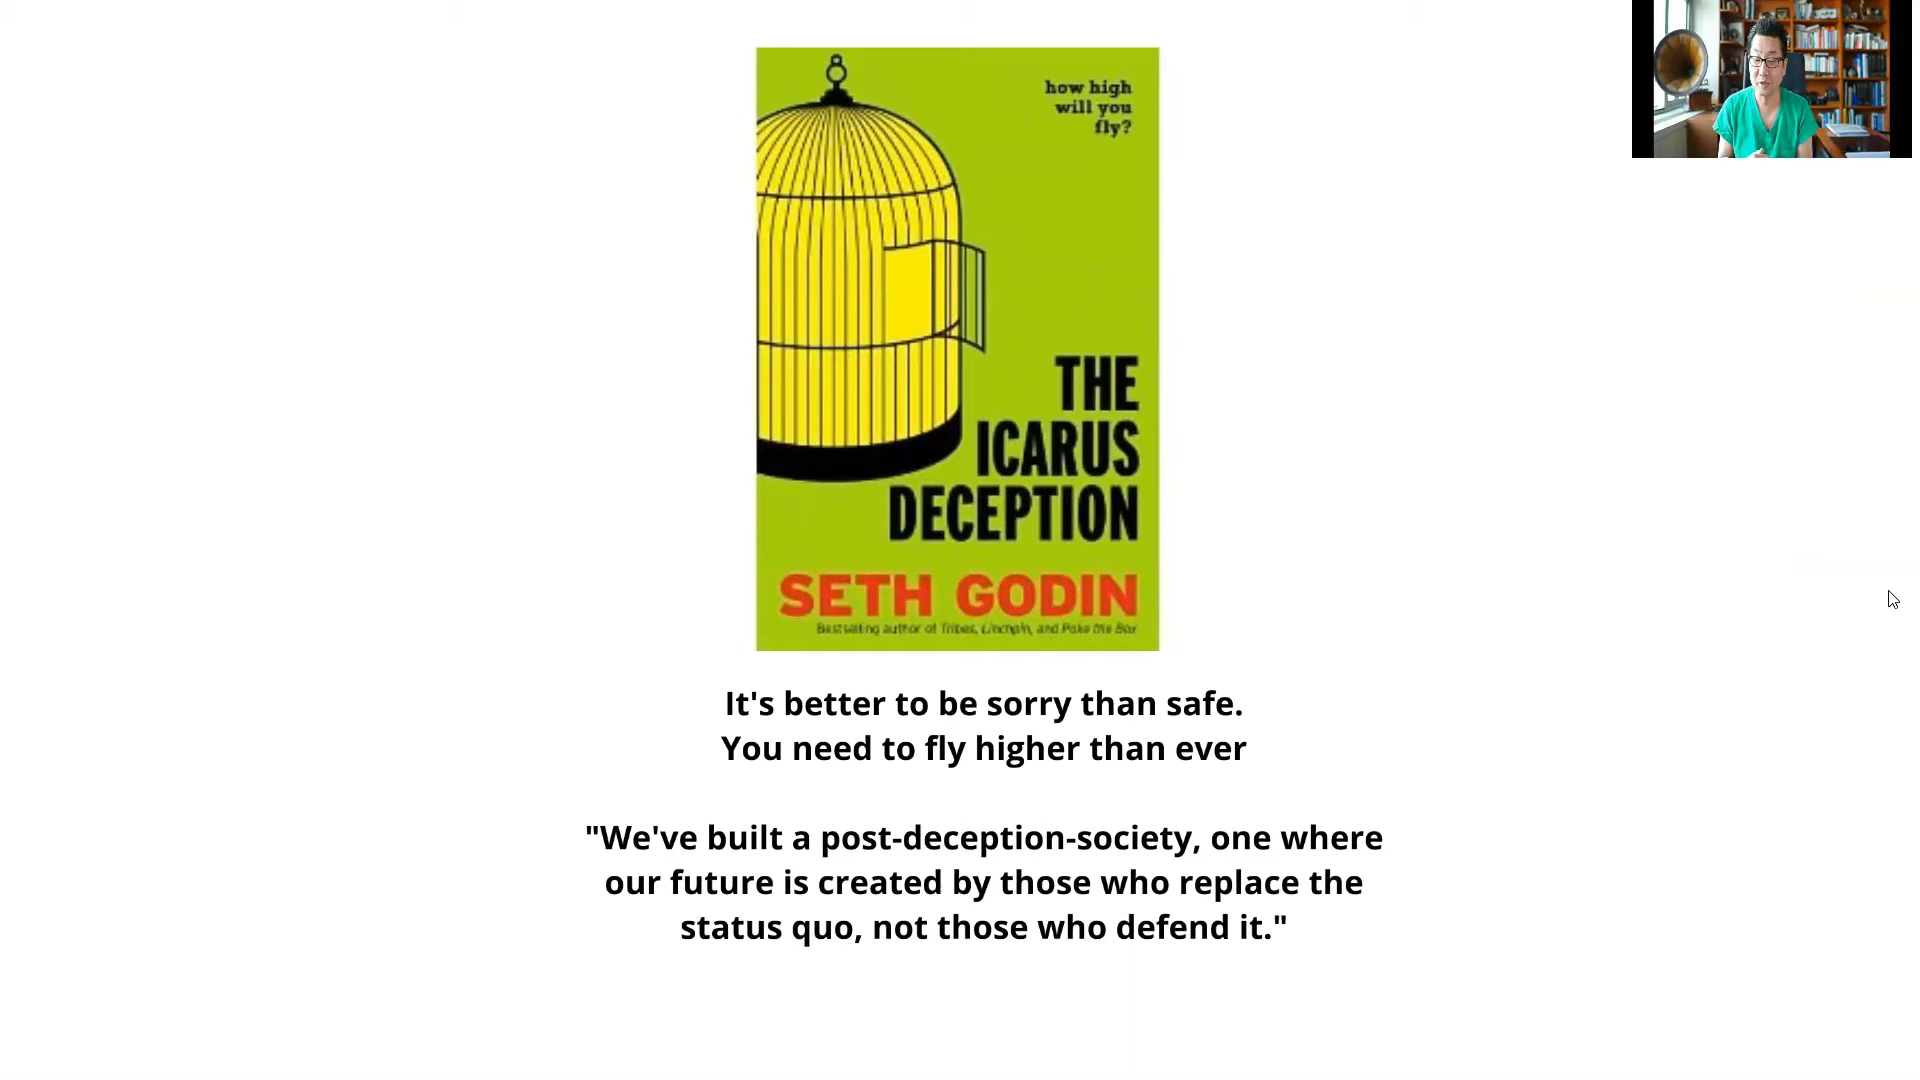 how high
will you
fly?
THE
ICARUS
DECEPTION
SETH GODIN
Bestselling author of Tribes, Linchpin, and Poke the Box
It's better to be sorry than safe.
You need to fly higher than ever
"We've built a post-deception-society, one where
our future is created by those who replace the
status quo, not those who defend it."